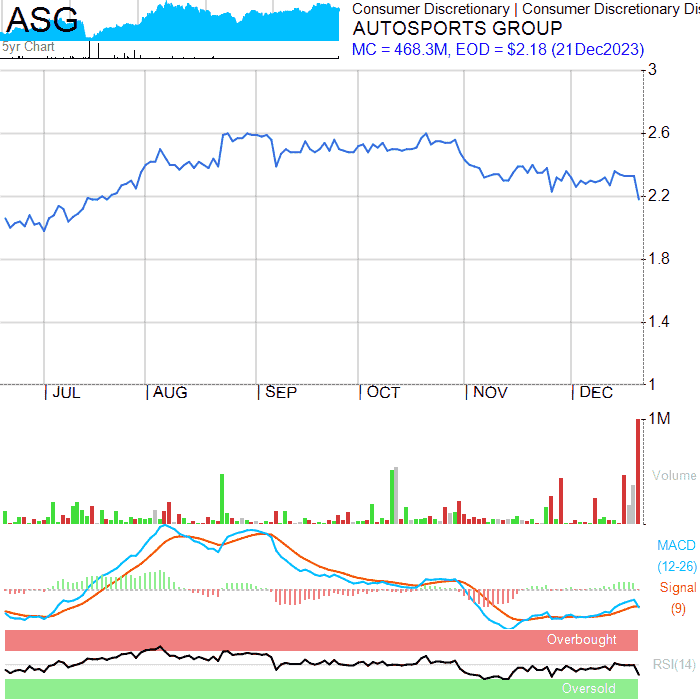 ASG
5yr Chart
Consumer Discretionary | Consumer Discretionary Dis
AUTOSPORTS GROUP
MC = 468.3M, EOD = $2.18 (21Dec2023)
3
2.6
2.2
1.8
1.4
1
JUL AUG SEP OCT NOV DEC
1M
Volume
MACD
(12-26)
Signal
(9)
Overbought
RSI(14)
Oversold